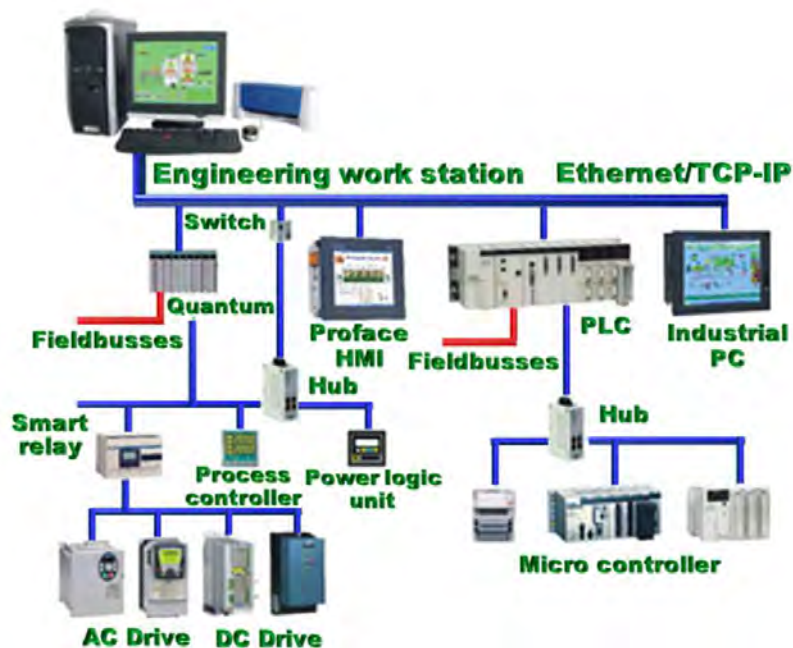 Engineering work station
Ethernet/TCP-IP
Switch
Quantum
Fieldbusses
Proface
HMI
PLC
Fieldbusses
Industrial
PC
Hub
Hub
Smart
relay
Process
controller
Power logic
unit
Micro controller
AC Drive
DC Drive